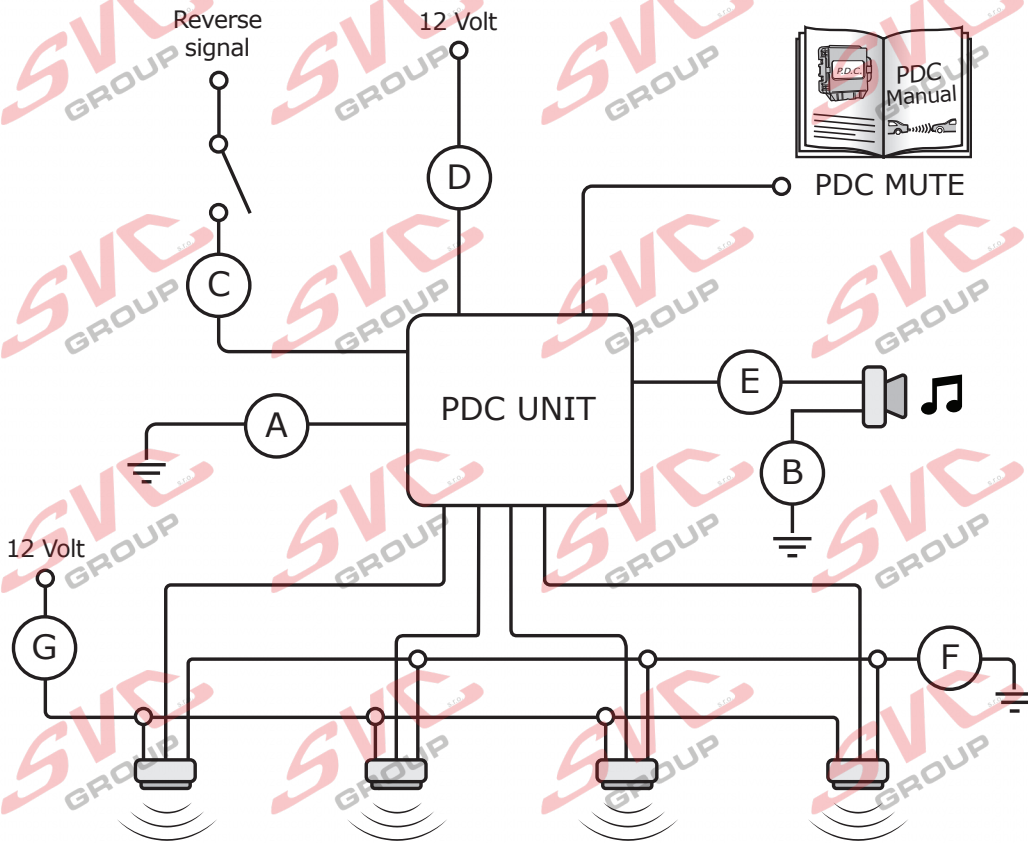 Reverse
signal
12 Volt
P.D.C.
PDC
Manual
PDC MUTE
D
C
PDC UNIT
E
A
B
12 Volt
G
F
SVC
s.r.o.
GROUP